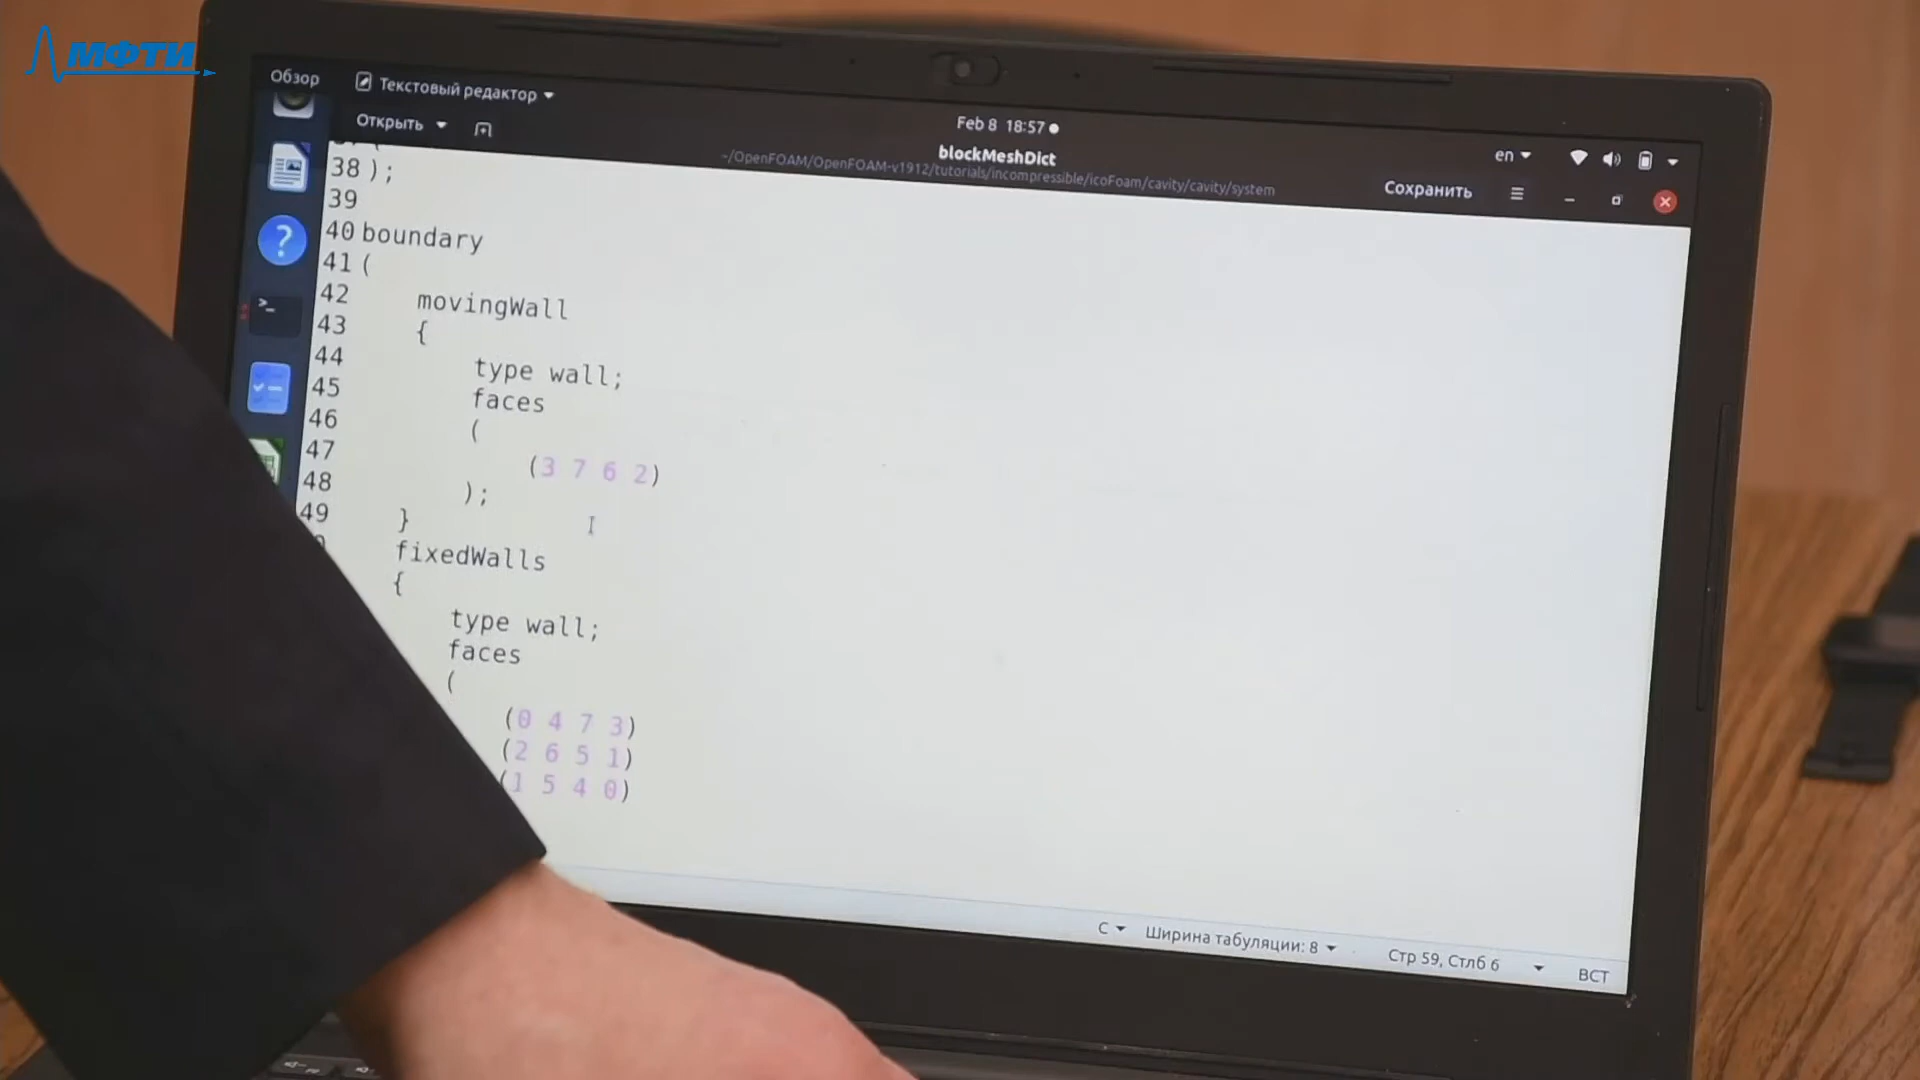 МФТИ
Обзор
Текстовый редактор
Feb 8 18:57
Открыть
blockMeshDict
~/OpenFOAM/OpenFOAM-v1912/tutorials/incompressible/icoFoam/cavity/cavity/system
en
Сохранить
38 );
39
40 boundary
41 (
42 movingWall
43 {
44 type wall;
45 faces
46 (
47 (3 7 6 2)
48 );
49 }
fixedWalls
{
type wall;
faces
(
(0 4 7 3)
(2 6 5 1)
(1 5 4 0)
C
Ширина табуляции: 8
Стр 59, Стлб 6
ВСТ